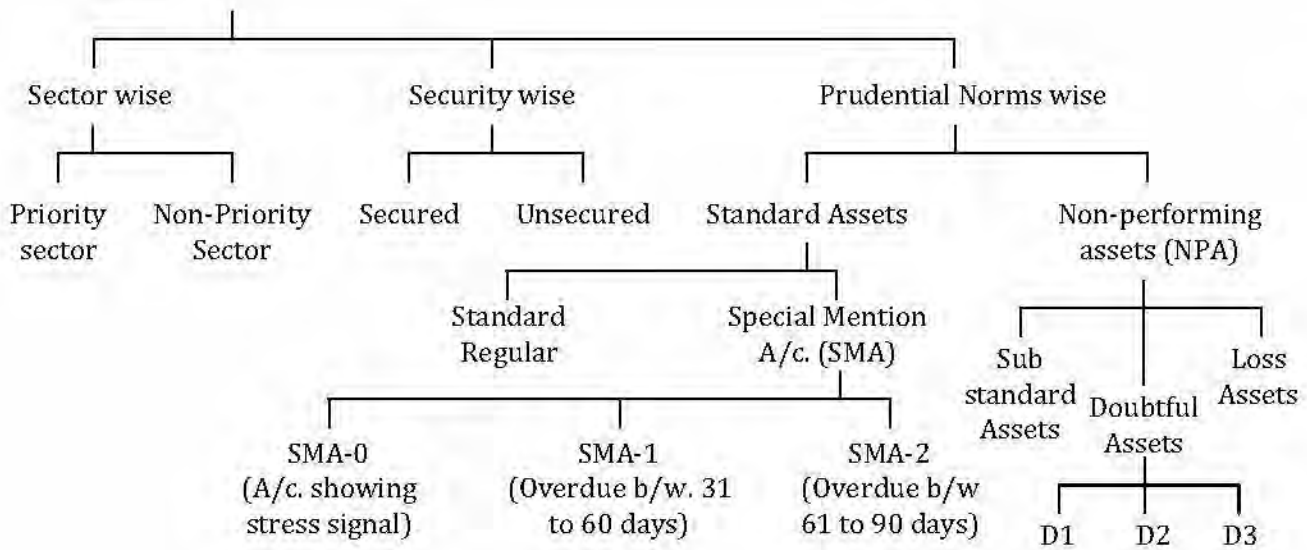 Sector wise
Security wise
Prudential Norms wise
Priority
sector
Non-Priority
Sector
Secured
Unsecured
Standard Assets
Non-performing
assets (NPA)
Standard
Regular
Special Mention
A/c. (SMA)
Sub
standard
Assets
Doubtful
Assets
Loss
Assets
SMA-0
(A/c. showing
stress signal)
SMA-1
(Overdue b/w. 31
to 60 days)
SMA-2
(Overdue b/w
61 to 90 days)
D1
D2
D3